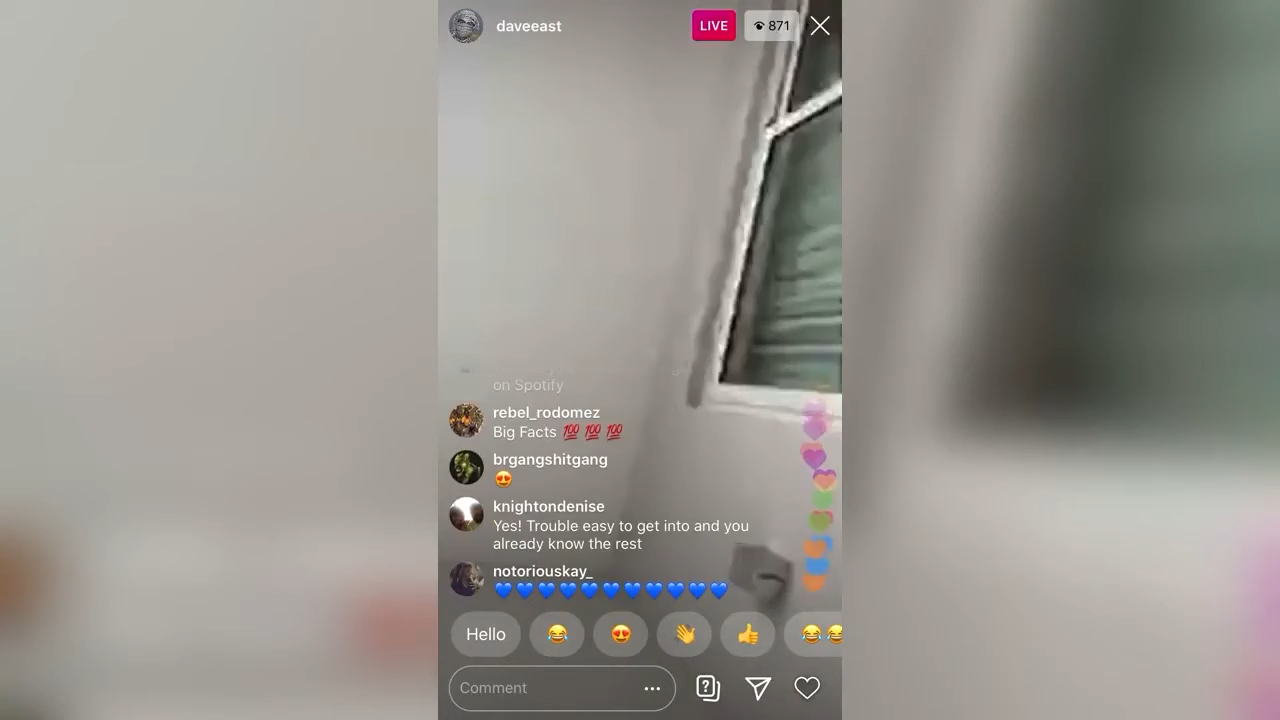 daveeast
LIVE
871
on Spotify
rebel_rodomez
Big Facts 💯 💯 💯
brgangshitgang
😍
knightondenise
Yes! Trouble easy to get into and you
already know the rest
notoriouskay_
💙💙💙💙💙💙💙💙💙💙💙
Hello 😂 😍 👋 👍 😂😂
Comment ...